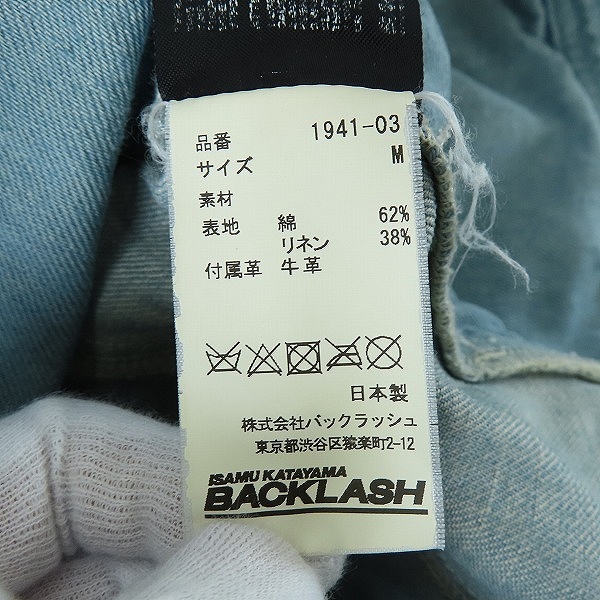 品番 1941-03
サイズ M
素材
表地 綿 62%
リネン 38%
付属革 牛革
日本製
株式会社バックラッシュ
東京都渋谷区猿楽町2-12
ISAMU KATAYAMA
BACKLASH